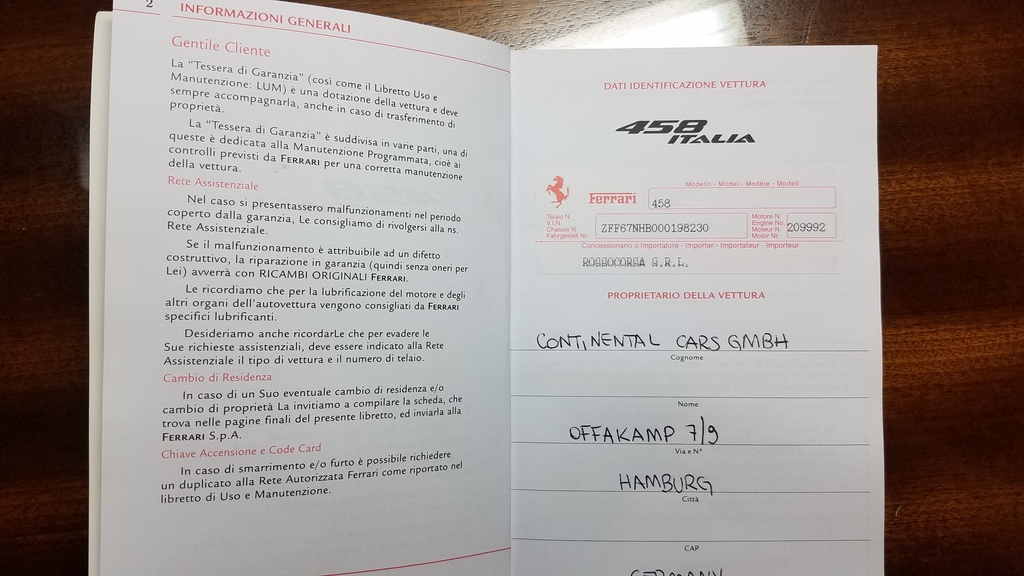 2 INFORMAZIONI GENERALI
Gentile Cliente
La "Tessera di Garanzia" (così come il Libretto Uso e
Manutenzione: LUM) è una dotazione della vettura e deve
sempre accompagnarla, anche in caso di trasferimento di
proprietà.
La "Tessera di Garanzia" è suddivisa in varie parti, una di
queste è dedicata alla Manutenzione Programmata, cioè ai
controlli previsti da FERRARI per una corretta manutenzione
della vettura.
Rete Assistenziale
Nel caso si presentassero malfunzionamenti nel periodo
coperto dalla garanzia, Le consigliamo di rivolgersi alla ns.
Rete Assistenziale.
Se il malfunzionamento è attribuibile ad un difetto
costruttivo, la riparazione in garanzia (quindi senza oneri per
Lei) avverrà con RICAMBI ORIGINALI FERRARI.
Le ricordiamo che per la lubrificazione del motore e degli
altri organi dell'autovettura vengono consigliati da FERRARI
specifici lubrificanti.
Desideriamo anche ricordarLe che per evadere le
Sue richieste assistenziali, deve essere indicato alla Rete
Assistenziale il tipo di vettura e il numero di telaio.
Cambio di Residenza
In caso di un Suo eventuale cambio di residenza e/o
cambio di proprietà La invitiamo a compilare la scheda, che
trova nelle pagine finali del presente libretto, ed inviarla alla
FERRARI S.p.A.
Chiave Accensione e Code Card
In caso di smarrimento e/o furto è possibile richiedere
un duplicato alla Rete Autorizzata Ferrari come riportato nel
libretto di Uso e Manutenzione.
DATI IDENTIFICAZIONE VETTURA
458
ITALIA
Modello - Model - Modèle - Modell
Ferrari 458
Telaio N.
V.I.N.
Chassis N.
Fahrgestell Nr.
ZFF67NHB000198230
Motore N.
Engine No.
Moteur N.
Motor Nr.
209992
Concessionario o Importatore - Importer - Importateur - Importeur
ROSSOCORSA S.R.L.
PROPRIETARIO DELLA VETTURA
CONTINENTAL CARS GMBH
Cognome
Nome
OFFAKAMP 7/9
Via e N°
HAMBURG
Città
CAP
GERMANY